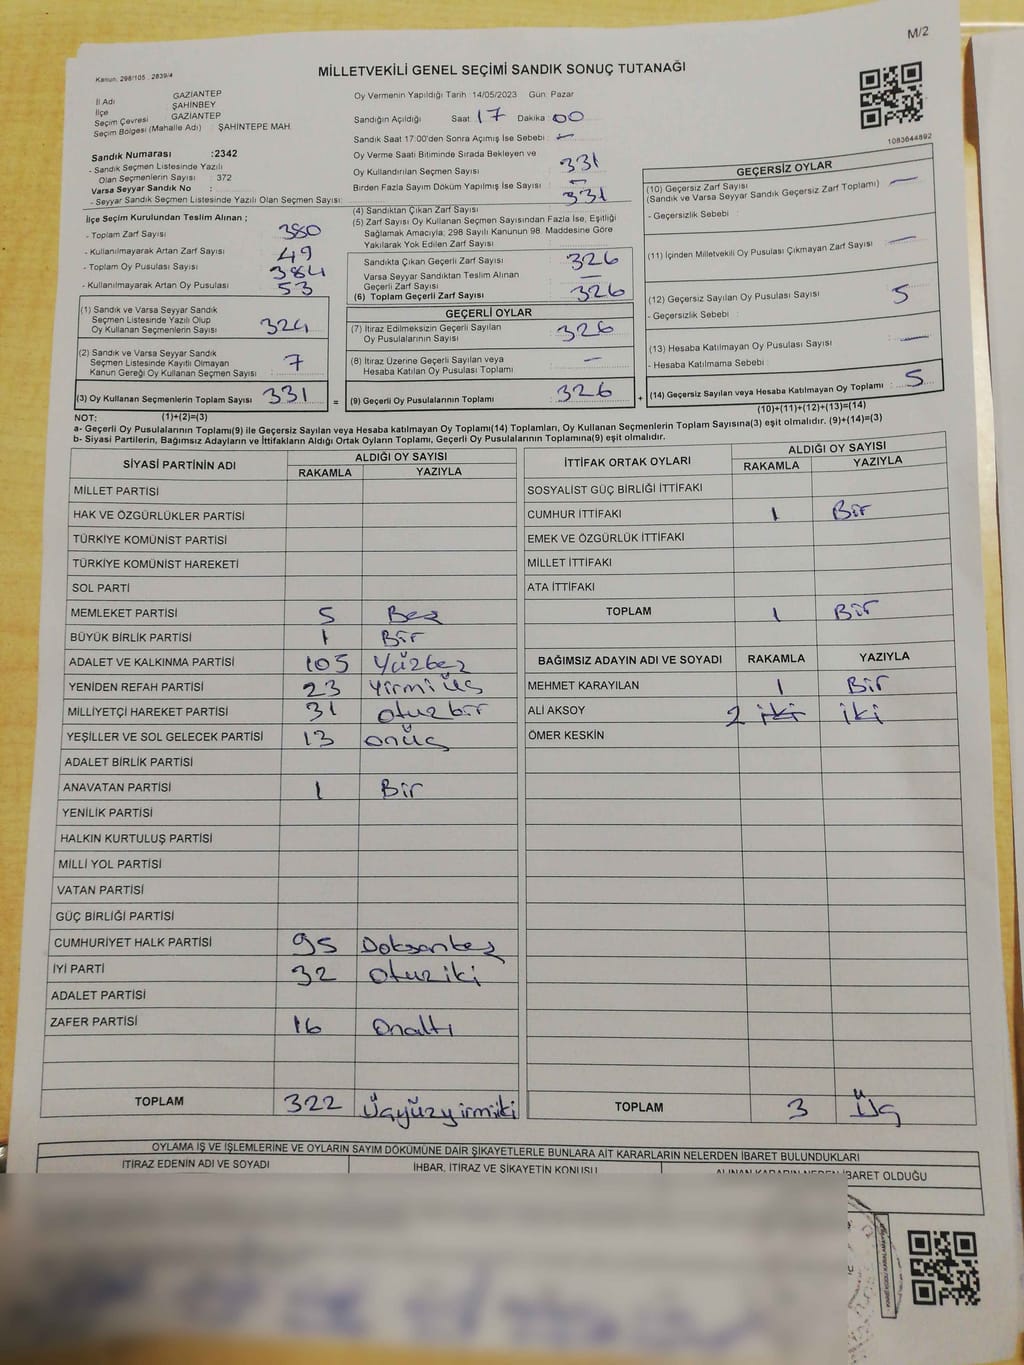 M/2
Kanun: 298/105 , 2839/4
MİLLETVEKİLİ GENEL SEÇİMİ SANDIK SONUÇ TUTANAĞI
İl Adı GAZİANTEP
İlçe ŞAHİNBEY
Seçim Çevresi GAZİANTEP
Seçim Bölgesi (Mahalle Adı) : ŞAHİNTEPE MAH.
Sandık Numarası :2342
- Sandık Seçmen Listesinde Yazılı
Olan Seçmenlerin Sayısı : 372
Varsa Seyyar Sandık No :
- Seyyar Sandık Seçmen Listesinde Yazılı Olan Seçmen Sayısı:
İlçe Seçim Kurulundan Teslim Alınan ;
- Toplam Zarf Sayısı 380
- Kullanılmayarak Artan Zarf Sayısı 49
- Toplam Oy Pusulası Sayısı 384
- Kullanılmayarak Artan Oy Pusulası 53
(1) Sandık ve Varsa Seyyar Sandık
Seçmen Listesinde Yazılı Olup
Oy Kullanan Seçmenlerin Sayısı 324
(2) Sandık ve Varsa Seyyar Sandık
Seçmen Listesinde Kayıtlı Olmayan
Kanun Gereği Oy Kullanan Seçmen Sayısı 7
(3) Oy Kullanan Seçmenlerin Toplam Sayısı 331
Oy Vermenin Yapıldığı Tarih :14/05/2023 Gün: Pazar
Sandığın Açıldığı Saat: 17 Dakika: 00
Sandık Saat 17:00'den Sonra Açımış İse Sebebi : —
Oy Verme Saati Bitiminde Sırada Bekleyen ve
Oy Kullandırılan Seçmen Sayısı 331
Birden Fazla Sayım Döküm Yapılmış İse Sayısı : —
(4) Sandıktan Çıkan Zarf Sayısı 331
(5) Zarf Sayısı Oy Kullanan Seçmen Sayısından Fazla İse, Eşitliği
Sağlamak Amacıyla; 298 Sayılı Kanunun 98. Maddesine Göre
Yakılarak Yok Edilen Zarf Sayısı
Sandıkta Çıkan Geçerli Zarf Sayısı 326
Varsa Seyyar Sandıktan Teslim Alınan
Geçerli Zarf Sayısı —
(6) Toplam Geçerli Zarf Sayısı 326
GEÇERLİ OYLAR
(7) İtiraz Edilmeksizin Geçerli Sayılan
Oy Pusulalarının Sayısı 326
(8) İtiraz Üzerine Geçerli Sayılan veya
Hesaba Katılan Oy Pusulası Toplamı —
= (9) Geçerli Oy Pusulalarının Toplamı 326
1083644892
GEÇERSİZ OYLAR
(10) Geçersiz Zarf Sayısı
(Sandık ve Varsa Seyyar Sandık Geçersiz Zarf Toplamı) —
- Geçersizlik Sebebi :
(11) İçinden Milletvekili Oy Pusulası Çıkmayan Zarf Sayısı —
(12) Geçersiz Sayılan Oy Pusulası Sayısı 5
- Geçersizlik Sebebi :
(13) Hesaba Katılmayan Oy Pusulası Sayısı —
- Hesaba Katılmama Sebebi :
+ (14) Geçersiz Sayılan veya Hesaba Katılmayan Oy Toplamı : 5
NOT: (1)+(2)=(3) (10)+(11)+(12)+(13)=(14)
a- Geçerli Oy Pusulalarının Toplamı(9) ile Geçersiz Sayılan veya Hesaba katılmayan Oy Toplamı(14) Toplamları, Oy Kullanan Seçmenlerin Toplam Sayısına(3) eşit olmalıdır. (9)+(14)=(3)
b- Siyasi Partilerin, Bağımsız Adayların ve İttifakların Aldığı Ortak Oyların Toplamı, Geçerli Oy Pusulalarının Toplamına(9) eşit olmalıdır.
SİYASİ PARTİNİN ADI ALDIĞI OY SAYISI
RAKAMLA YAZIYLA
MİLLET PARTİSİ
HAK VE ÖZGÜRLÜKLER PARTİSİ
TÜRKİYE KOMÜNİST PARTİSİ
TÜRKİYE KOMÜNİST HAREKETİ
SOL PARTİ
MEMLEKET PARTİSİ 5 Beş
BÜYÜK BİRLİK PARTİSİ 1 Bir
ADALET VE KALKINMA PARTİSİ 105 Yüzbeş
YENİDEN REFAH PARTİSİ 23 Yirmiüç
MİLLİYETÇİ HAREKET PARTİSİ 31 otuzbir
YEŞİLLER VE SOL GELECEK PARTİSİ 13 onüç
ADALET BİRLİK PARTİSİ
ANAVATAN PARTİSİ 1 Bir
YENİLİK PARTİSİ
HALKIN KURTULUŞ PARTİSİ
MİLLİ YOL PARTİSİ
VATAN PARTİSİ
GÜÇ BİRLİĞİ PARTİSİ
CUMHURİYET HALK PARTİSİ 95 Doksanbeş
İYİ PARTİ 32 otuziki
ADALET PARTİSİ
ZAFER PARTİSİ 16 Onaltı
TOPLAM 322 Üçyüzyirmiiki
İTTİFAK ORTAK OYLARI ALDIĞI OY SAYISI
RAKAMLA YAZIYLA
SOSYALİST GÜÇ BİRLİĞİ İTTİFAKI
CUMHUR İTTİFAKI 1 Bir
EMEK VE ÖZGÜRLÜK İTTİFAKI
MİLLET İTTİFAKI
ATA İTTİFAKI
TOPLAM 1 Bir
BAĞIMSIZ ADAYIN ADI VE SOYADI RAKAMLA YAZIYLA
MEHMET KARAYILAN 1 Bir
ALİ AKSOY 2 iki iki
ÖMER KESKİN
TOPLAM 3 Üç
OYLAMA İŞ VE İŞLEMLERİNE VE OYLARIN SAYIM DÖKÜMÜNE DAİR ŞİKAYETLERLE BUNLARA AİT KARARLARIN NELERDEN İBARET BULUNDUKLARI
İTİRAZ EDENİN ADI VE SOYADI İHBAR, İTİRAZ VE ŞİKAYETİN KONUSU ALINAN KARARIN NEDEN İBARET OLDUĞU